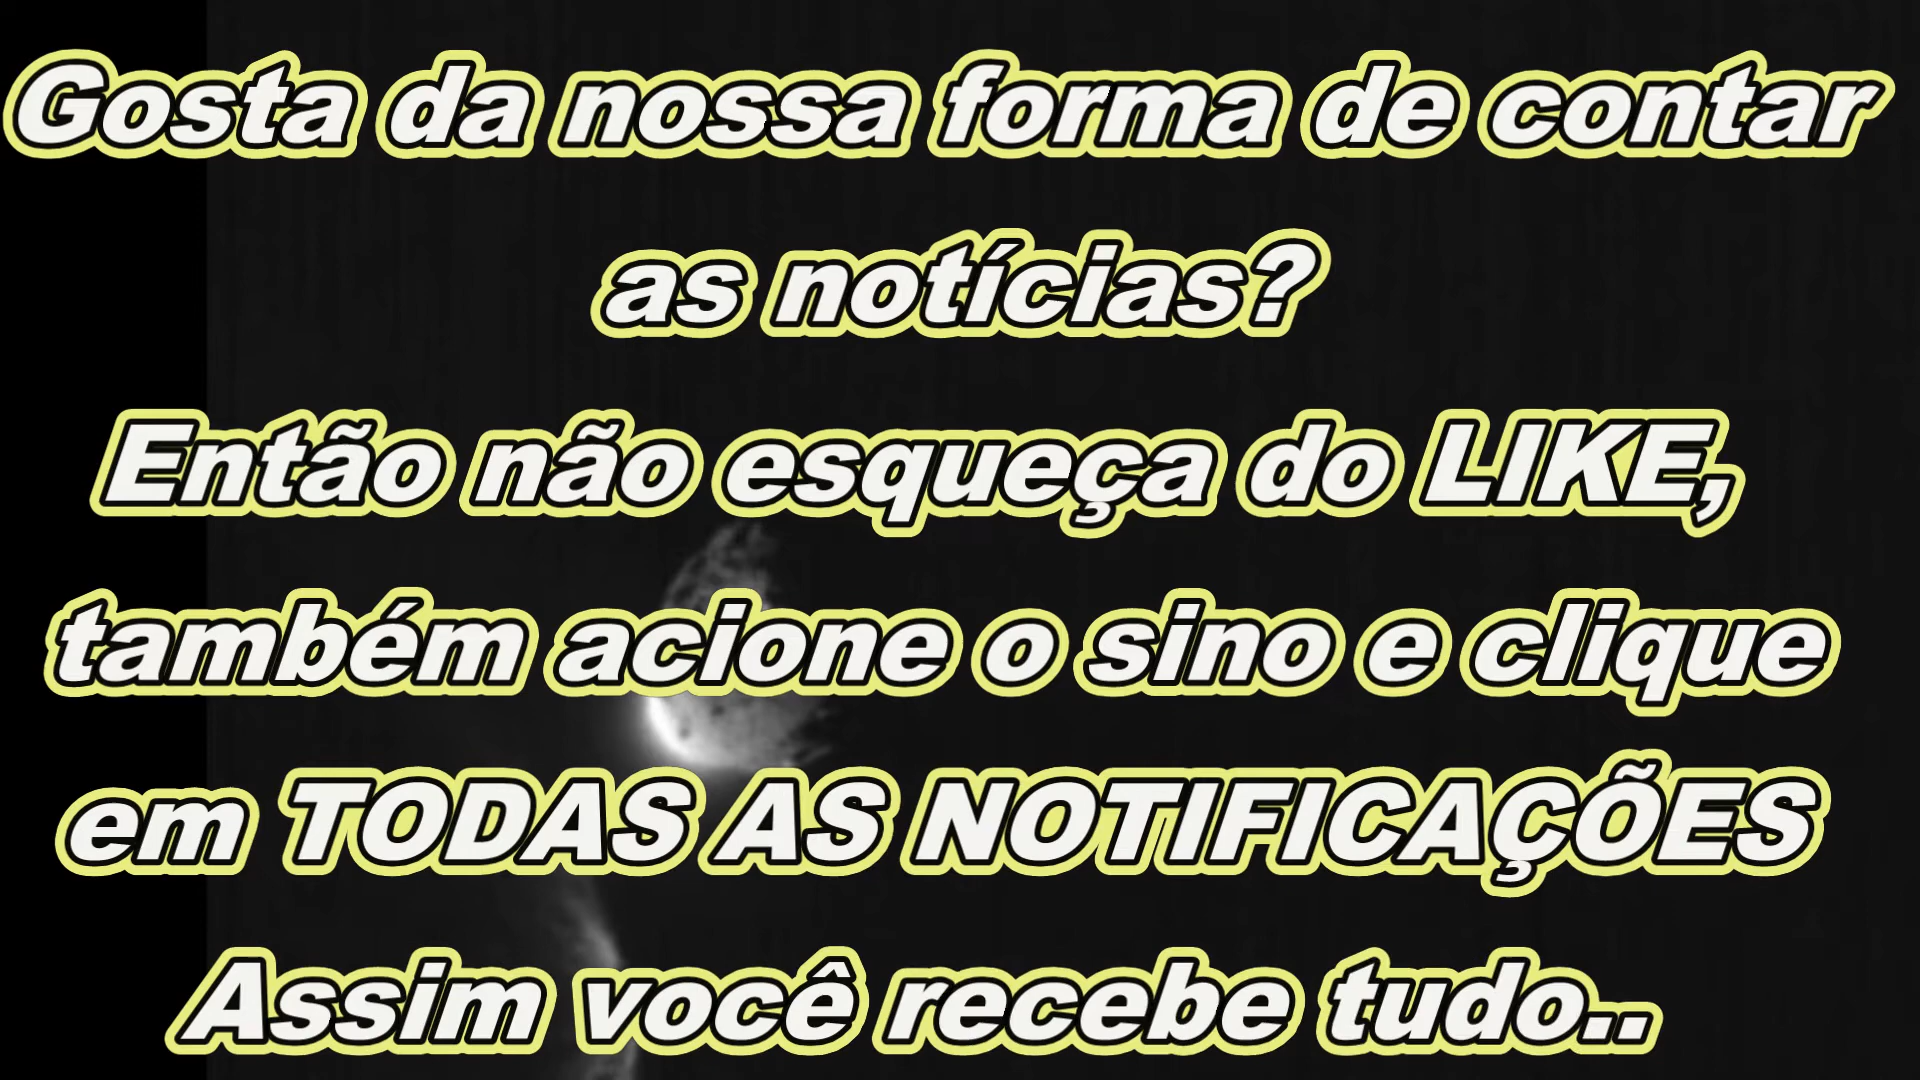 Gosta da nossa forma de contar
as notícias?
Então não esqueça do LIKE,
também acione o sino e clique
em TODAS AS NOTIFICAÇÕES
Assim você recebe tudo..